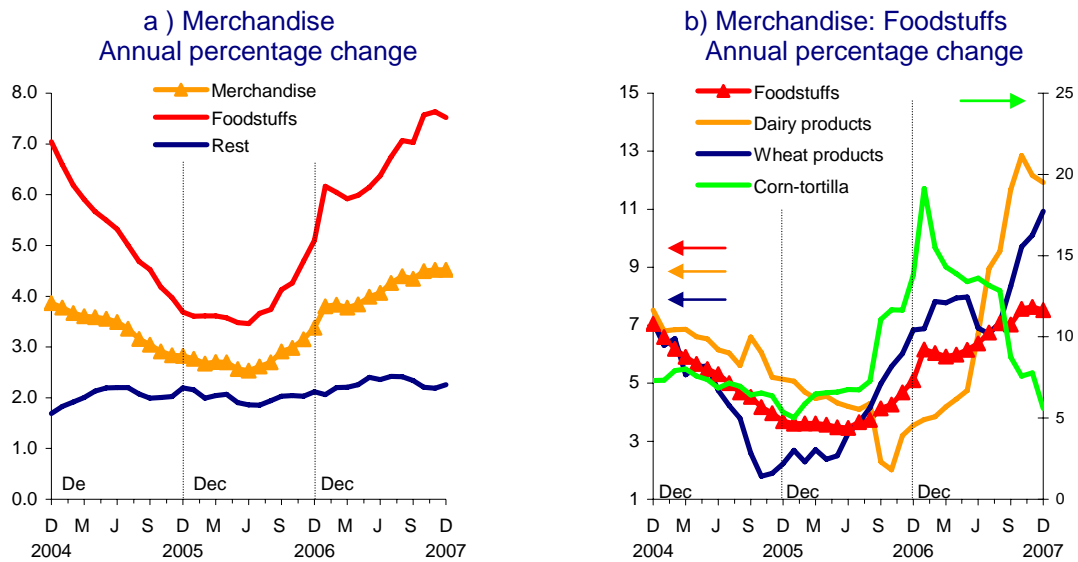 a ) Merchandise
Annual percentage change
8.0
7.0
6.0
5.0
4.0
3.0
2.0
1.0
0.0
Merchandise
Foodstuffs
Rest
De
Dec
Dec
D M J S D M J S D M J S D
2004 2005 2006 2007
b) Merchandise: Foodstuffs
Annual percentage change
15
13
11
9
7
5
3
1
Foodstuffs
Dairy products
Wheat products
Corn-tortilla
25
20
15
10
5
0
Dec
Dec
Dec
D M J S D M J S D M J S D
2004 2005 2006 2007